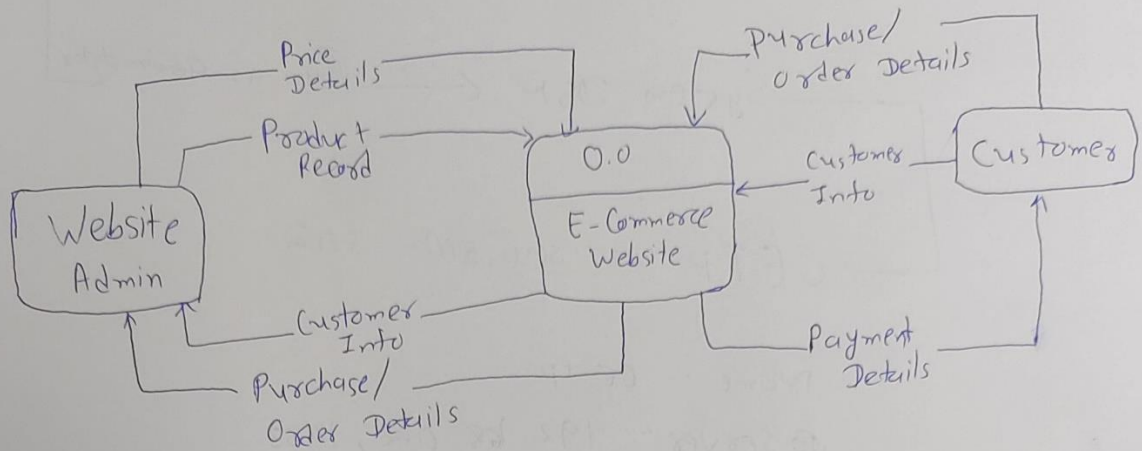 Price
Details
Product
Record
Website
Admin
Customer
Info
Purchase/
Order Details
0.0
E-Commerce
Website
Purchase/
Order Details
Customer
Info
Customer
Payment
Details